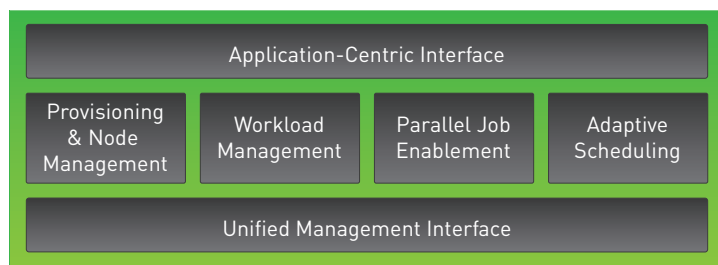 Application-Centric Interface
Provisioning
& Node
Management
Workload
Management
Parallel Job
Enablement
Adaptive
Scheduling
Unified Management Interface